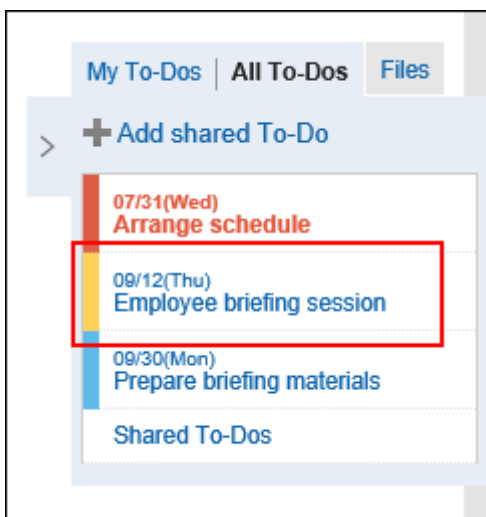 My To-Dos | All To-Dos Files
Add shared To-Do
07/31(Wed)
Arrange schedule
09/12(Thu)
Employee briefing session
09/30(Mon)
Prepare briefing materials
Shared To-Dos